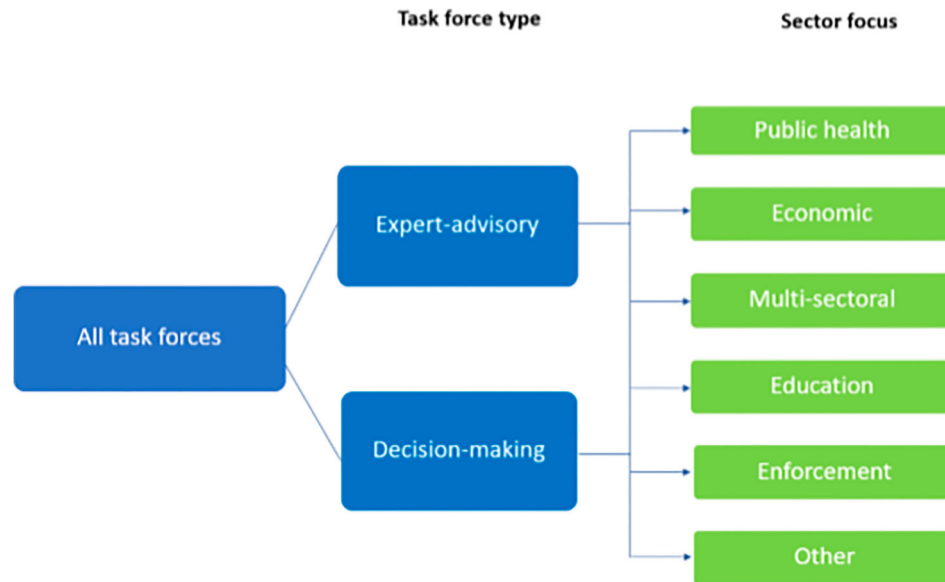 Task force type
Sector focus
Public health
Expert-advisory
Economic
All task forces
Multi-sectoral
Education
Decision-making
Enforcement
Other